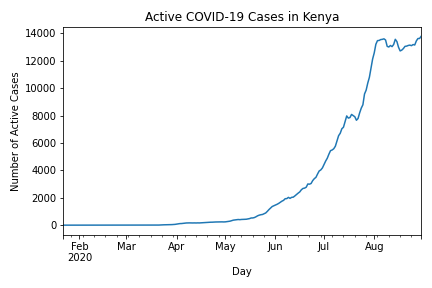 Active COVID-19 Cases in Kenya
Number of Active Cases
14000
12000
10000
8000
6000
4000
2000
0
Feb Mar Apr May Jun Jul Aug
2020
Day